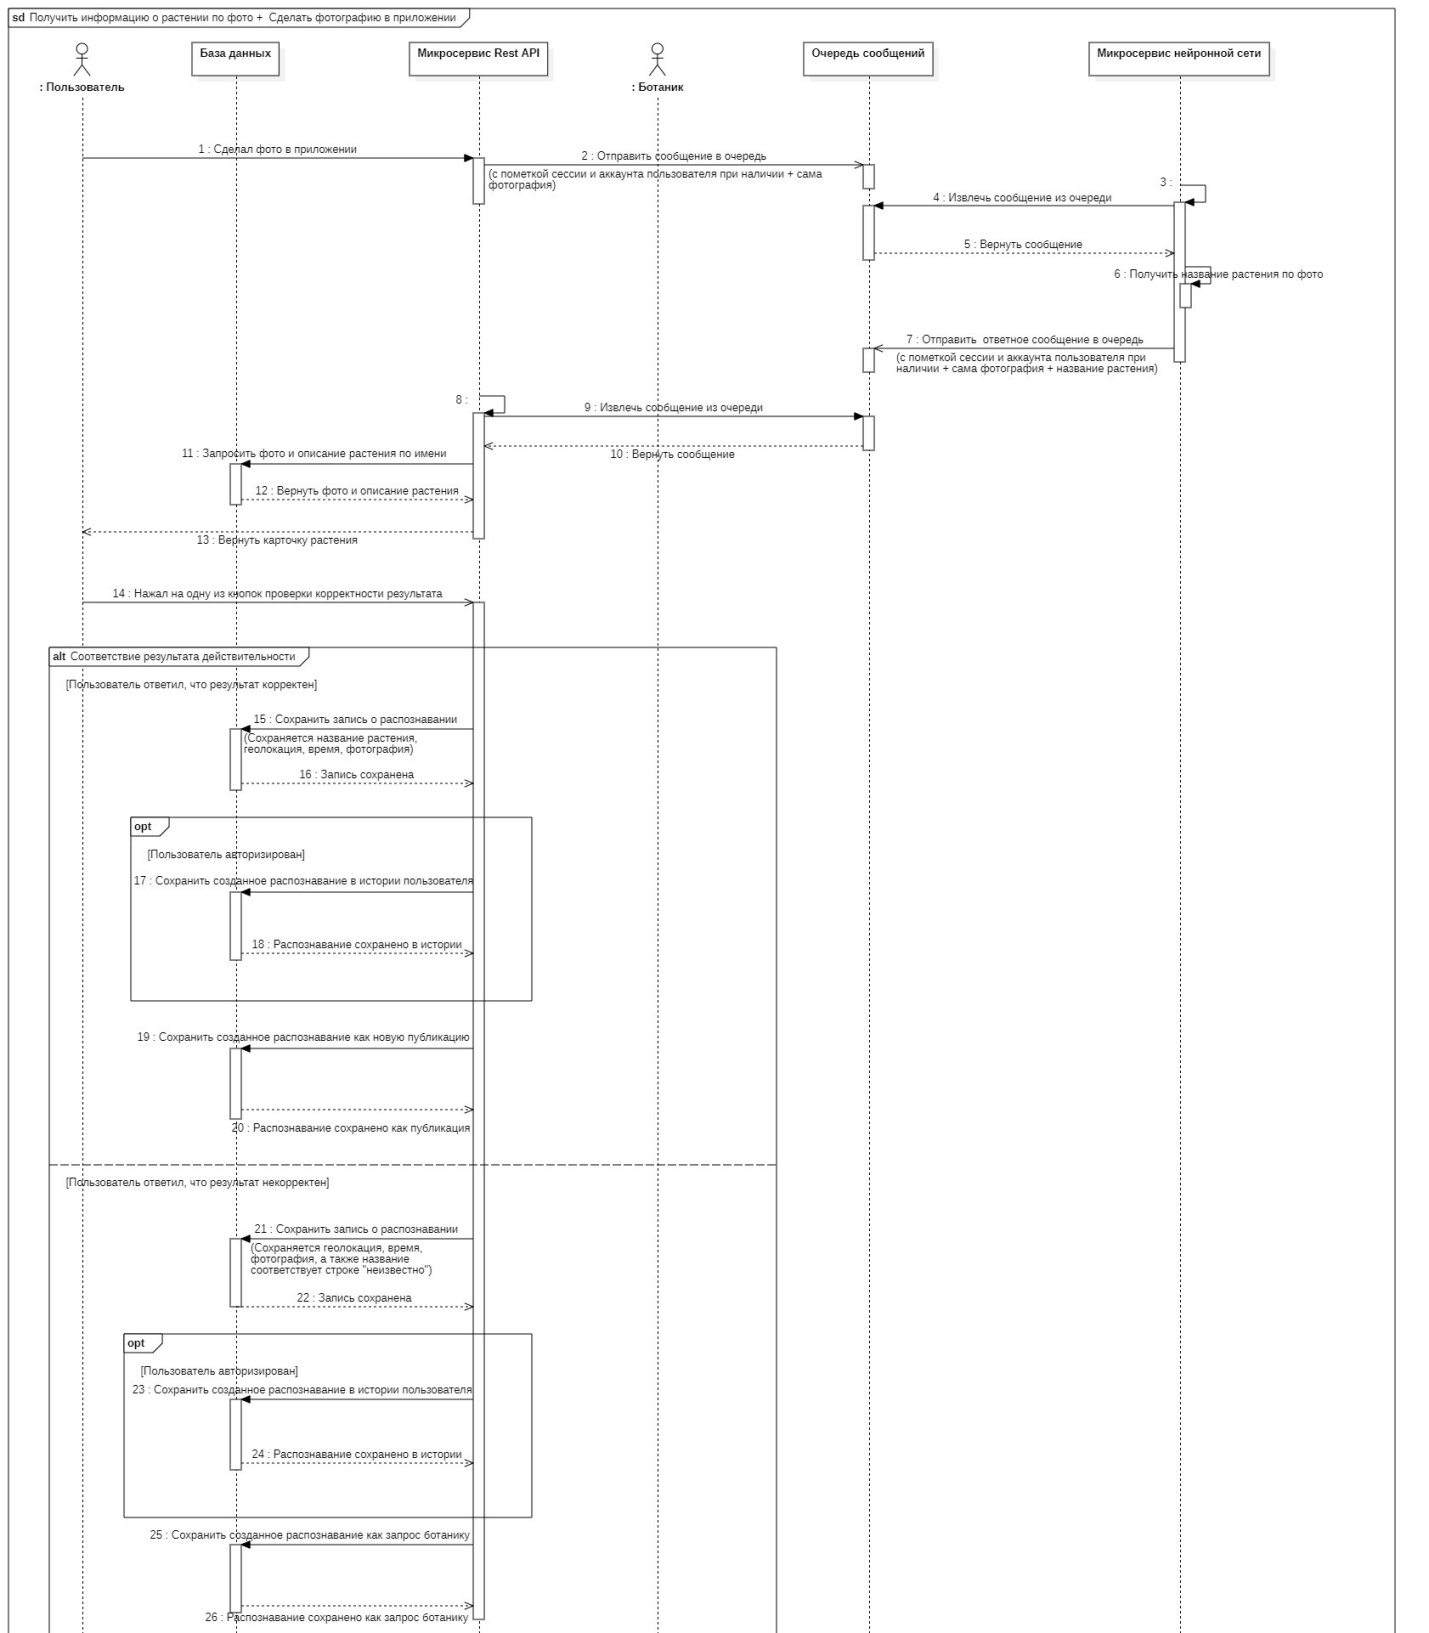 sd Получить информацию о растении по фото + Сделать фотографию в приложении
: Пользователь
База данных
Микросервис Rest API
: Ботаник
Очередь сообщений
Микросервис нейронной сети
1 : Сделал фото в приложении
2 : Отправить сообщение в очередь
(с пометкой сессии и аккаунта пользователя при наличии + сама
фотография)
3 :
4 : Извлечь сообщение из очереди
5 : Вернуть сообщение
6 : Получить название растения по фото
7 : Отправить ответное сообщение в очередь
(с пометкой сессии и аккаунта пользователя при
наличии + сама фотография + название растения)
8 :
9 : Извлечь сообщение из очереди
10 : Вернуть сообщение
11 : Запросить фото и описание растения по имени
12 : Вернуть фото и описание растения
13 : Вернуть карточку растения
14 : Нажал на одну из кнопок проверки корректности результата
alt Соответствие результата действительности
[Пользователь ответил, что результат корректен]
15 : Сохранить запись о распознавании
(Сохраняется название растения,
геолокация, время, фотография)
16 : Запись сохранена
opt
[Пользователь авторизирован]
17 : Сохранить созданное распознавание в истории пользователя
18 : Распознавание сохранено в истории
19 : Сохранить созданное распознавание как новую публикацию
20 : Распознавание сохранено как публикация
[Пользователь ответил, что результат некорректен]
21 : Сохранить запись о распознавании
(Сохраняется геолокация, время,
фотография, а также название
соответствует строке "неизвестно")
22 : Запись сохранена
opt
[Пользователь авторизирован]
23 : Сохранить созданное распознавание в истории пользователя
24 : Распознавание сохранено в истории
25 : Сохранить созданное распознавание как запрос ботанику
26 : Распознавание сохранено как запрос ботанику